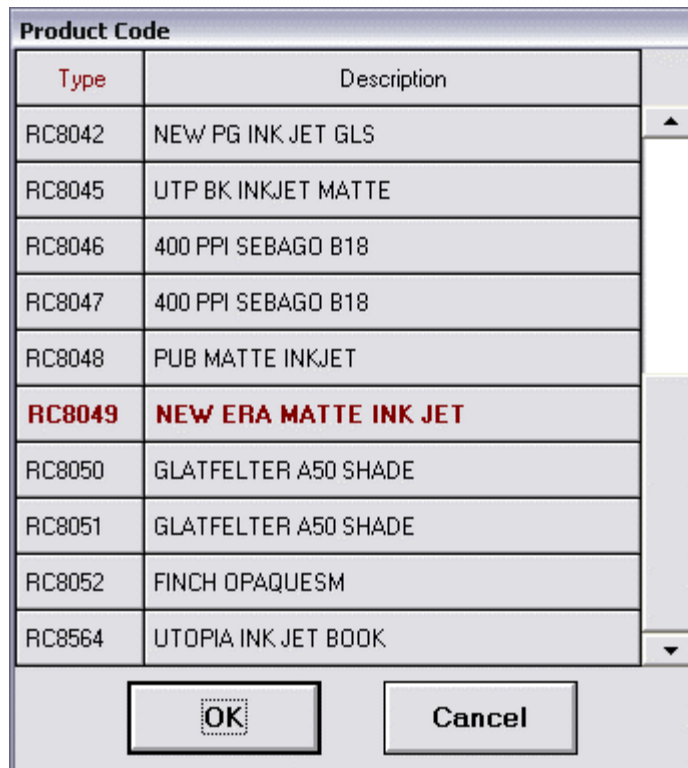 Product Code
Type Description
RC8042 NEW PG INK JET GLS
RC8045 UTP BK INKJET MATTE
RC8046 400 PPI SEBAGO B18
RC8047 400 PPI SEBAGO B18
RC8048 PUB MATTE INKJET
RC8049 NEW ERA MATTE INK JET
RC8050 GLATFELTER A50 SHADE
RC8051 GLATFELTER A50 SHADE
RC8052 FINCH OPAQUESM
RC8564 UTOPIA INK JET BOOK
OK Cancel